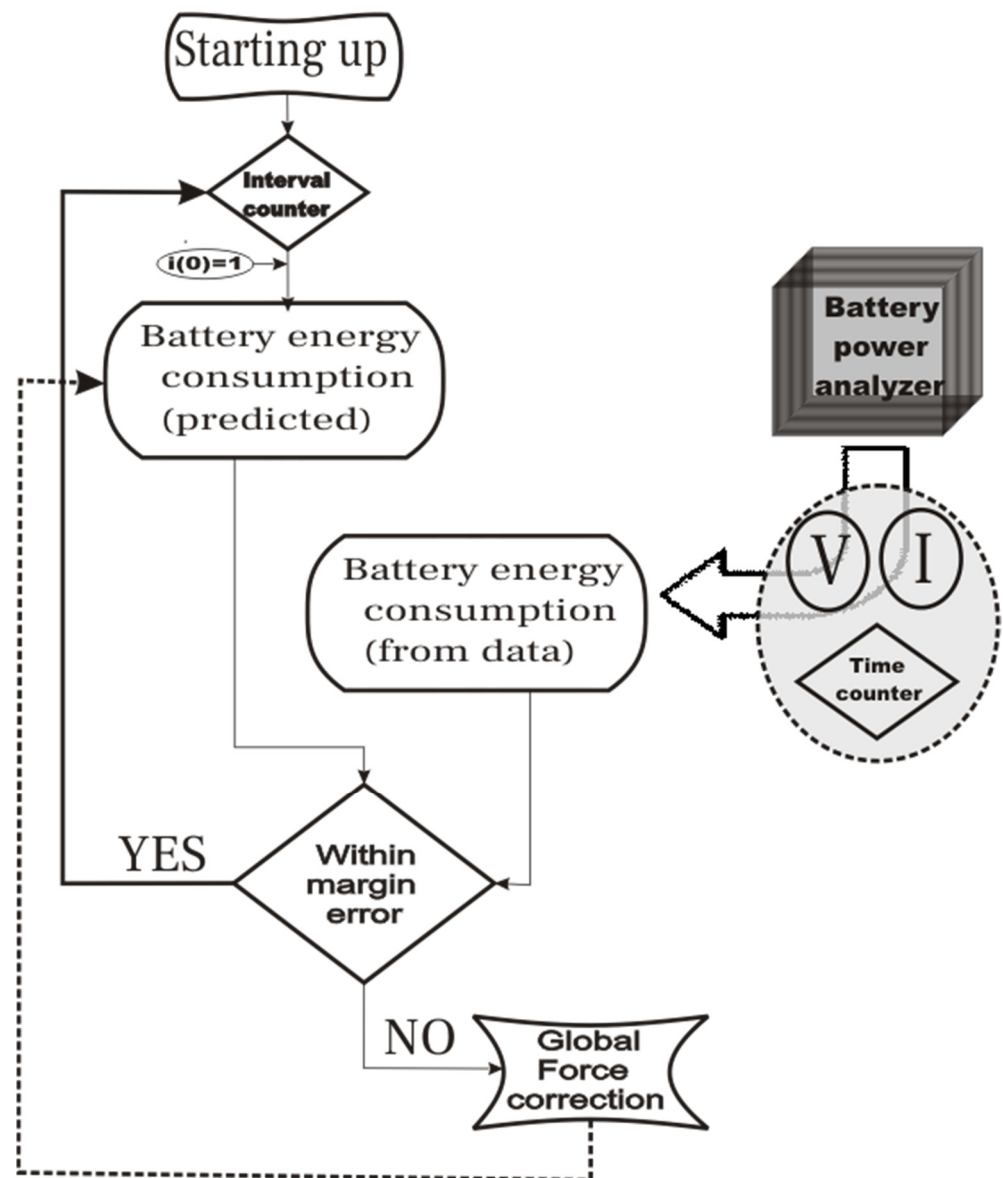 Starting up
Interval
counter
i(0)=1
Battery energy
consumption
(predicted)
Battery
power
analyzer
V
I
Time
counter
Battery energy
consumption
(from data)
Within
margin
error
YES
NO
Global
Force
correction